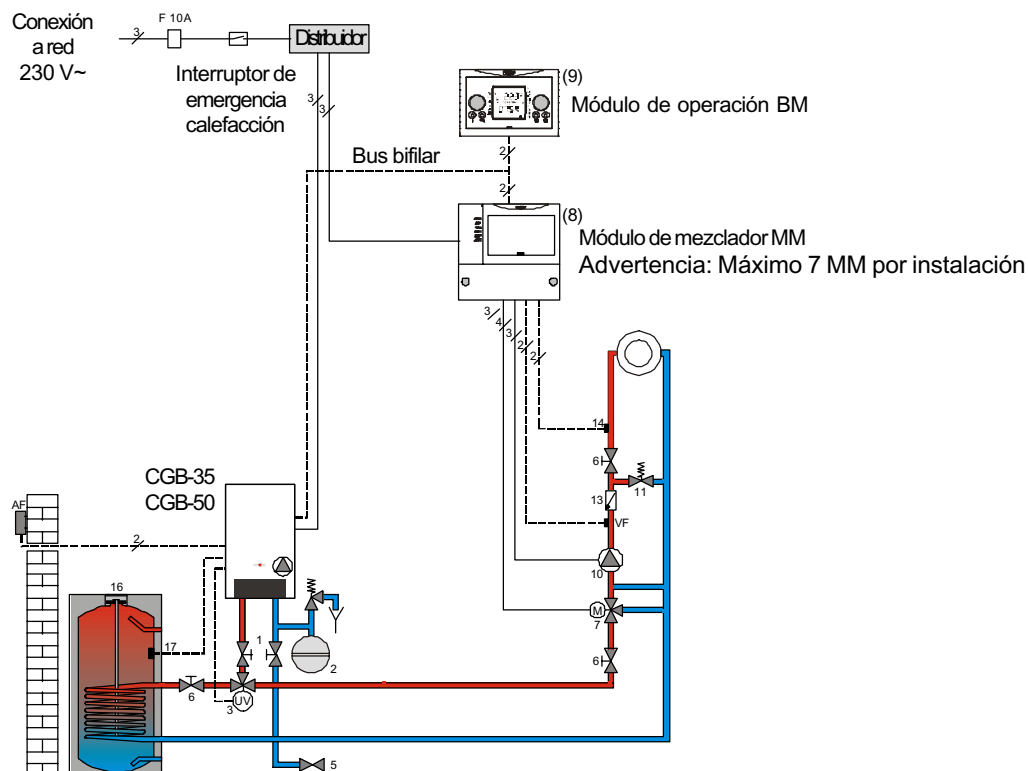 Conexión
a red
230 V~
3
F 10A
Distribuidor
Interruptor de
emergencia
calefacción
3
3
(9)
Módulo de operación BM
2
Bus bifilar
2
(8)
Módulo de mezclador MM
Advertencia: Máximo 7 MM por instalación
3
4
3
2
2
14
6
11
13
VF
10
M
7
6
CGB-35
CGB-50
AF
2
16
17
1
2
6
3
UV
5